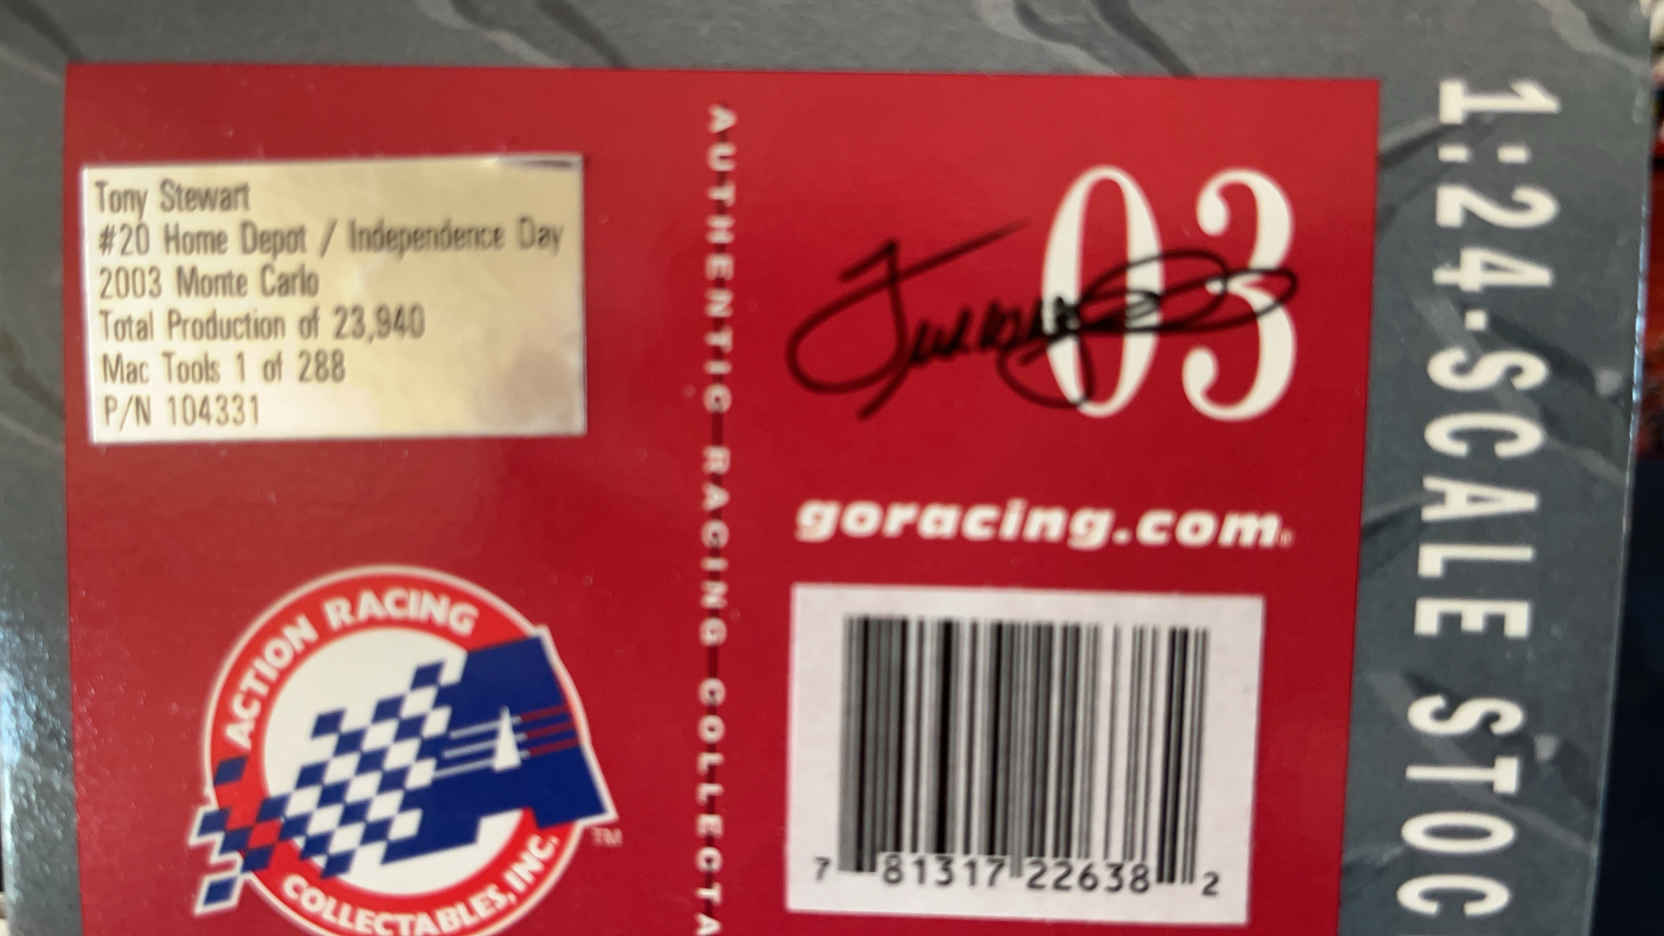 Tony Stewart
#20 Home Depot / Independence Day
2003 Monte Carlo
Total Production of 23,940
Mac Tools 1 of 288
P/N 104331
ACTION RACING
COLLECTABLES, INC.
TM
AUTHENTIC RACING COLLECTA
03
goracing.com
7 81317 22638 2
1:24-SCALE STOC